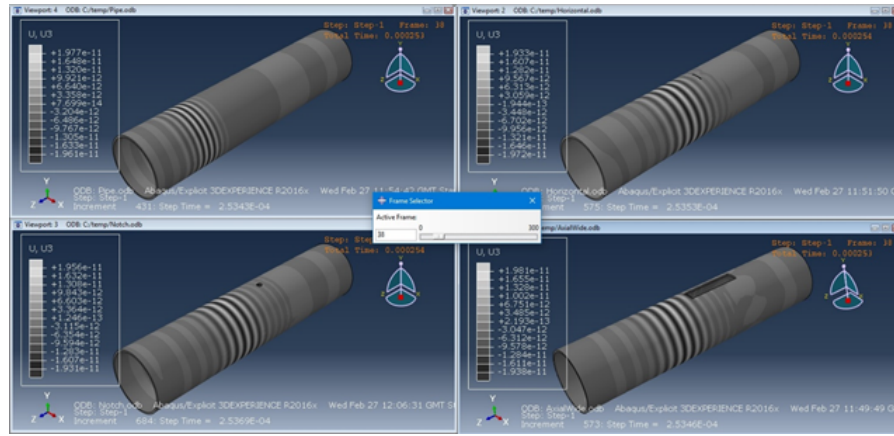 Viewport: 4 ODB: C:/temp/Pipe.odb
Step: Step-1 Frame: 38
Total Time: 0.000253
U, U3
+1.977e-11
+1.648e-11
+1.320e-11
+9.921e-12
+6.640e-12
+3.358e-12
+7.699e-14
-3.204e-12
-6.486e-12
-9.767e-12
-1.305e-11
-1.633e-11
-1.961e-11
Y
Z X
ODB: Pipe.odb Abaqus/Explicit 3DEXPERIENCE R2016x Wed Feb 27 11:54:42 GMT
Step: Step-1
Increment 431: Step Time = 2.5343E-04
Viewport: 2 ODB: C:/temp/Horizontal.odb
Step: Step-1 Frame: 38
Total Time: 0.000253
U, U3
+1.933e-11
+1.607e-11
+1.282e-11
+9.567e-12
+6.313e-12
+3.059e-12
-1.944e-13
-3.448e-12
-6.702e-12
-9.956e-12
-1.321e-11
-1.646e-11
-1.972e-11
Horizontal.odb Abaqus/Explicit 3DEXPERIENCE R2016x Wed Feb 27 11:51:50
Step-1
Increment 575: Step Time = 2.5353E-04
Frame Selector
Active Frame:
38
0 300
Viewport: 3 ODB: C:/temp/Notch.odb
Step: Step-1
Total Time: 0.000254
U, U3
+1.956e-11
+1.632e-11
+1.308e-11
+9.843e-12
+6.603e-12
+3.364e-12
+1.246e-13
-3.115e-12
-6.354e-12
-9.594e-12
-1.283e-11
-1.607e-11
-1.931e-11
Y
Z X
ODB: Notch.odb Abaqus/Explicit 3DEXPERIENCE R2016x Wed Feb 27 12:06:31 GMT
Step: Step-1
Increment 684: Step Time = 2.5369E-04
temp/AxialWide.odb
Step: Step-1 Frame: 38
Total Time: 0.000253
U, U3
+1.981e-11
+1.655e-11
+1.328e-11
+1.002e-11
+6.751e-12
+3.485e-12
+2.193e-13
-3.047e-12
-6.312e-12
-9.578e-12
-1.284e-11
-1.611e-11
-1.938e-11
Y
Z X
ODB: AxialWide.odb Abaqus/Explicit 3DEXPERIENCE R2016x Wed Feb 27 11:49:49
Step: Step-1
Increment 573: Step Time = 2.5346E-04